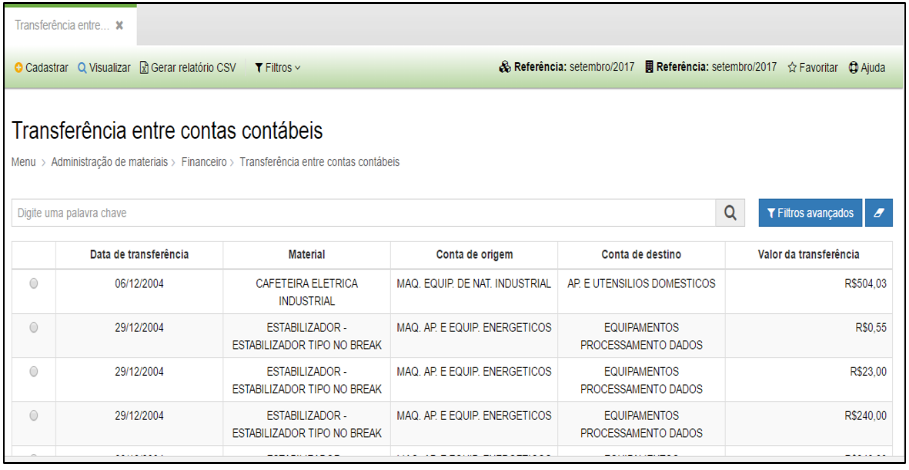 Transferência entre... ✖
Cadastrar Visualizar Gerar relatório CSV Filtros Referência: setembro/2017 Referência: setembro/2017 Favoritar Ajuda
Transferência entre contas contábeis
Menu > Administração de materiais > Financeiro > Transferência entre contas contábeis
Digite uma palavra chave Filtros avançados
Data de transferência Material Conta de origem Conta de destino Valor da transferência
06/12/2004 CAFETEIRA ELETRICA MAQ. EQUIP. DE NAT. INDUSTRIAL AP. E UTENSILIOS DOMESTICOS R$504,03
INDUSTRIAL
29/12/2004 ESTABILIZADOR - MAQ. AP. E EQUIP. ENERGETICOS EQUIPAMENTOS R$0,55
ESTABILIZADOR TIPO NO BREAK PROCESSAMENTO DADOS
29/12/2004 ESTABILIZADOR - MAQ. AP. E EQUIP. ENERGETICOS EQUIPAMENTOS R$23,00
ESTABILIZADOR TIPO NO BREAK PROCESSAMENTO DADOS
29/12/2004 ESTABILIZADOR - MAQ. AP. E EQUIP. ENERGETICOS EQUIPAMENTOS R$240,00
ESTABILIZADOR TIPO NO BREAK PROCESSAMENTO DADOS